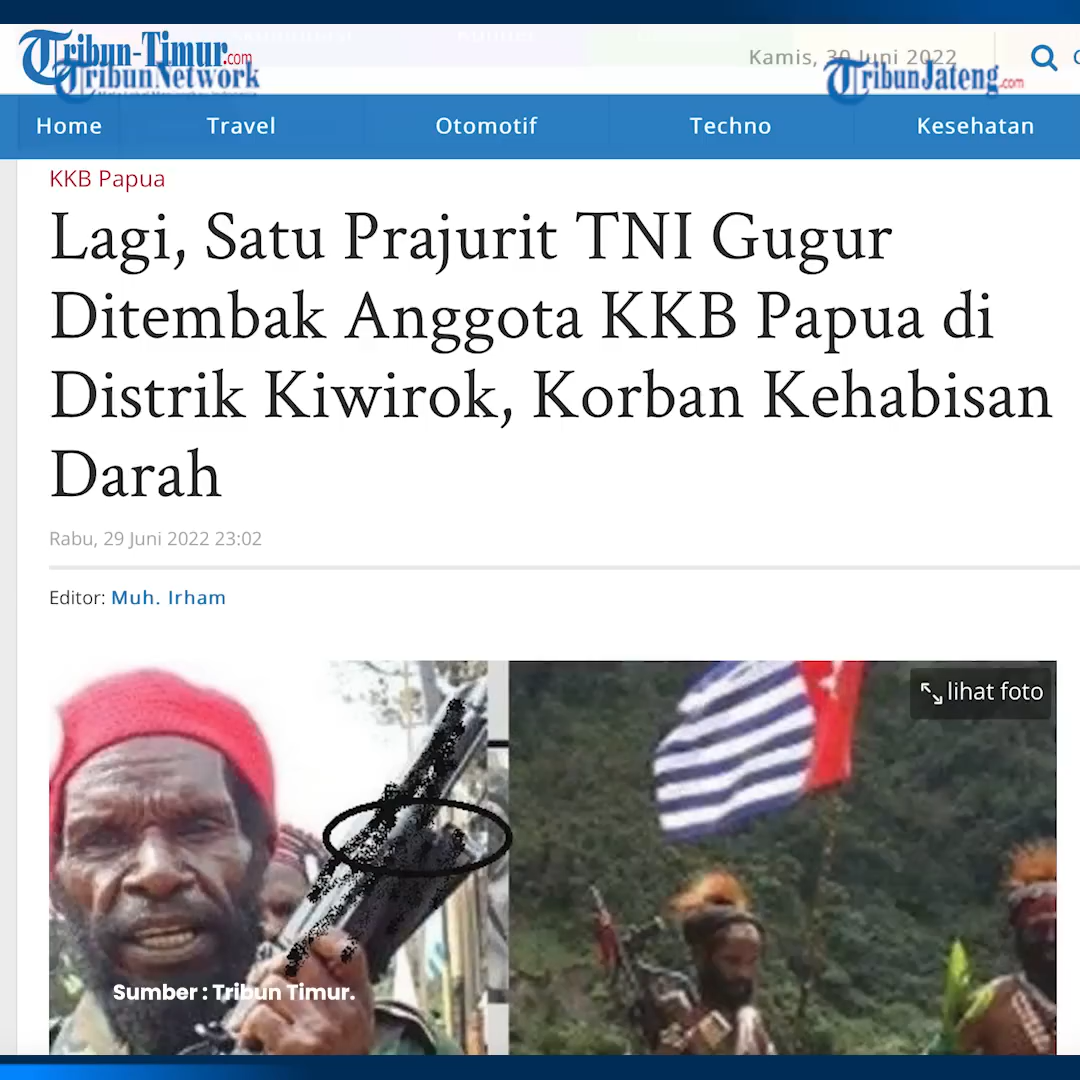 Tribun-Timur.com
TribunNetwork
Kamis, 30 Juni 2022
TribunJateng.com
Home Travel Otomotif Techno Kesehatan
KKB Papua
Lagi, Satu Prajurit TNI Gugur
Ditembak Anggota KKB Papua di
Distrik Kiwirok, Korban Kehabisan
Darah
Rabu, 29 Juni 2022 23:02
Editor: Muh. Irham
lihat foto
Sumber : Tribun Timur.